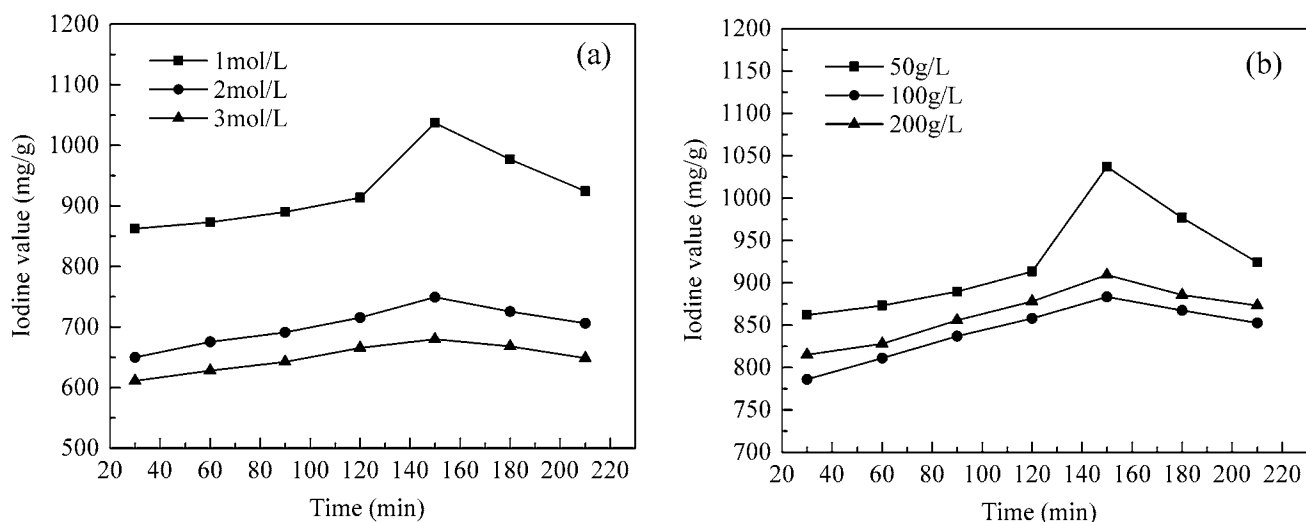 (a)
1mol/L
2mol/L
3mol/L
Iodine value (mg/g)
1200
1100
1000
900
800
700
600
500
20 40 60 80 100 120 140 160 180 200 220
Time (min)
(b)
50g/L
100g/L
200g/L
Iodine value (mg/g)
1200
1150
1100
1050
1000
950
900
850
800
750
700
20 40 60 80 100 120 140 160 180 200 220
Time (min)